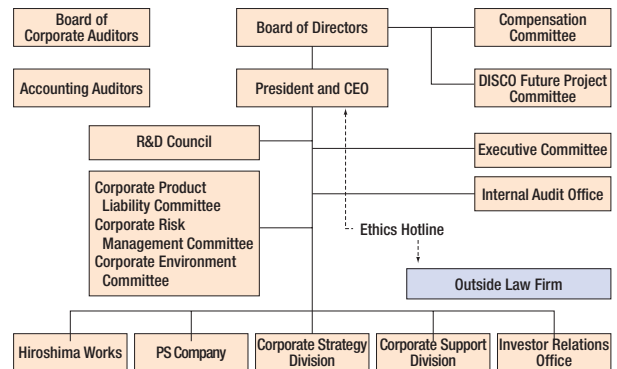 Board of
Corporate Auditors
Board of Directors
Compensation
Committee
Accounting Auditors
President and CEO
DISCO Future Project
Committee
R&D Council
Executive Committee
Corporate Product
Liability Committee
Corporate Risk
Management Committee
Corporate Environment
Committee
Internal Audit Office
Ethics Hotline
Outside Law Firm
Hiroshima Works
PS Company
Corporate Strategy
Division
Corporate Support
Division
Investor Relations
Office